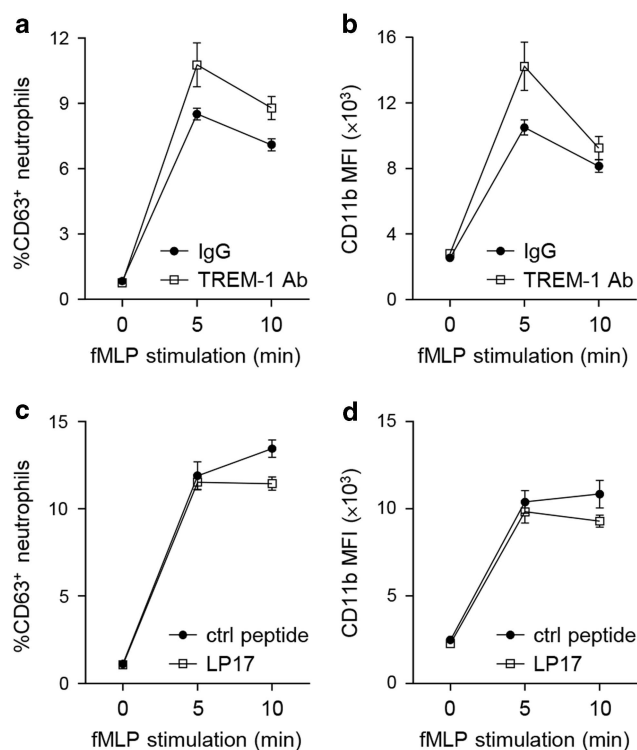 a
%CD63+ neutrophils
12
9
6
3
0
IgG
TREM-1 Ab
0 5 10
fMLP stimulation (min)
b
CD11b MFI (×10³)
16
12
8
4
0
IgG
TREM-1 Ab
0 5 10
fMLP stimulation (min)
c
%CD63+ neutrophils
15
10
5
0
ctrl peptide
LP17
0 5 10
fMLP stimulation (min)
d
CD11b MFI (×10³)
15
10
5
0
ctrl peptide
LP17
0 5 10
fMLP stimulation (min)